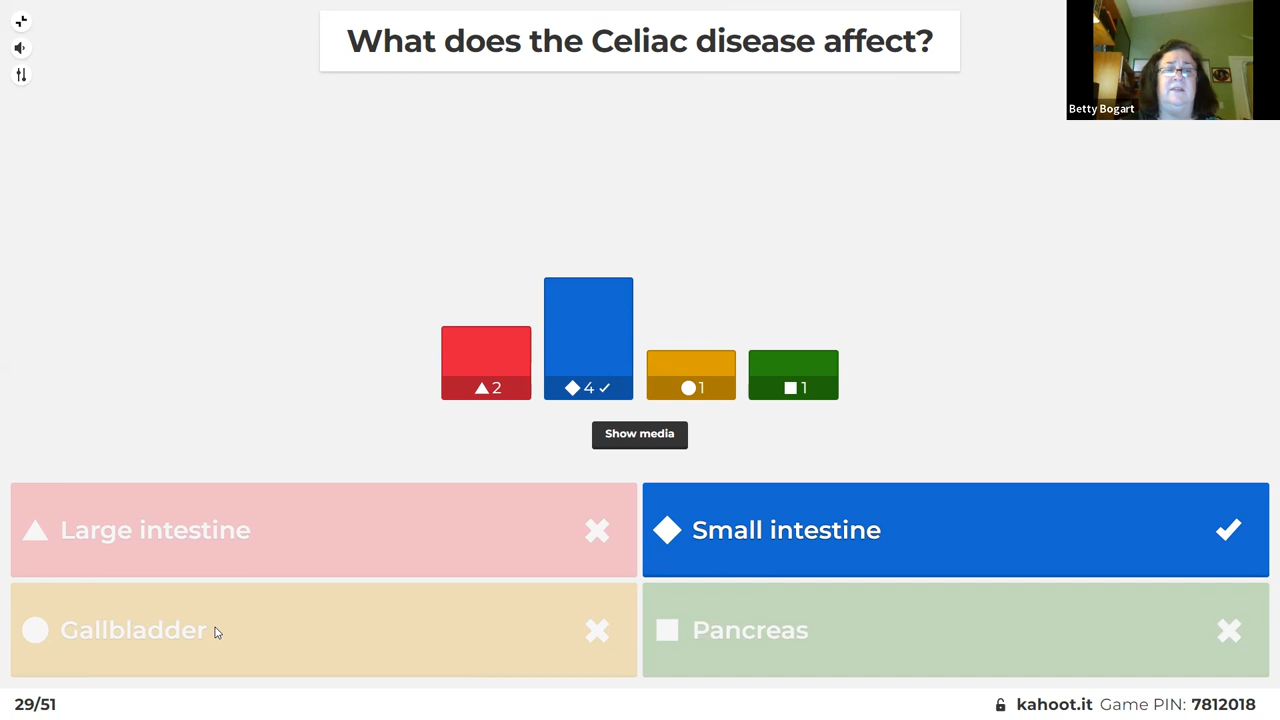 What does the Celiac disease affect?
Betty Bogart
2
4
1
1
Show media
Large intestine
Small intestine
Gallbladder
Pancreas
29/51
kahoot.it Game PIN: 7812018